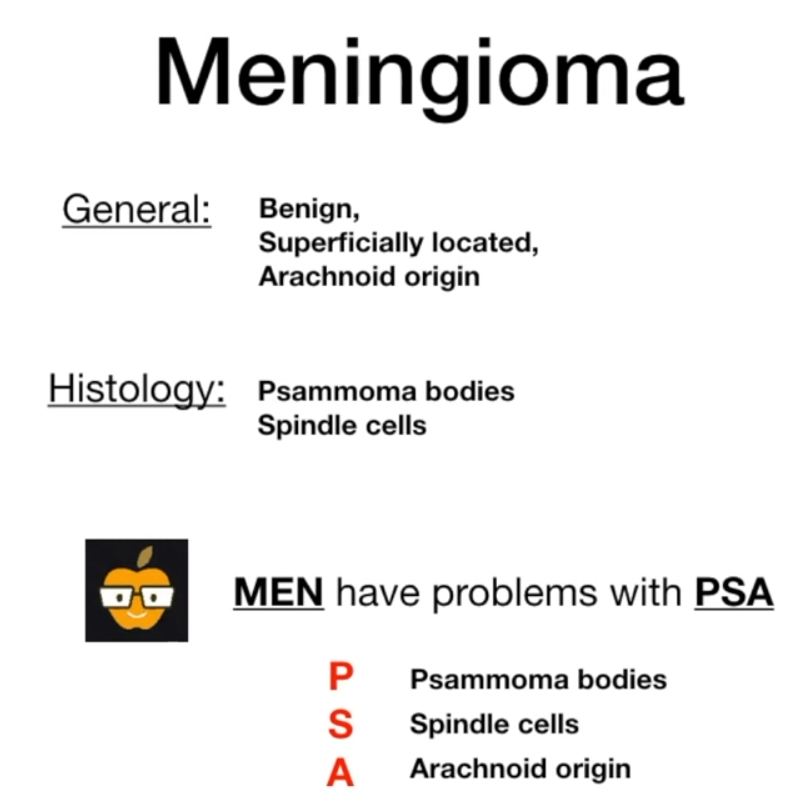 Meningioma
General: Benign,
Superficially located,
Arachnoid origin
Histology: Psammoma bodies
Spindle cells
MEN have problems with PSA
P Psammoma bodies
S Spindle cells
A Arachnoid origin